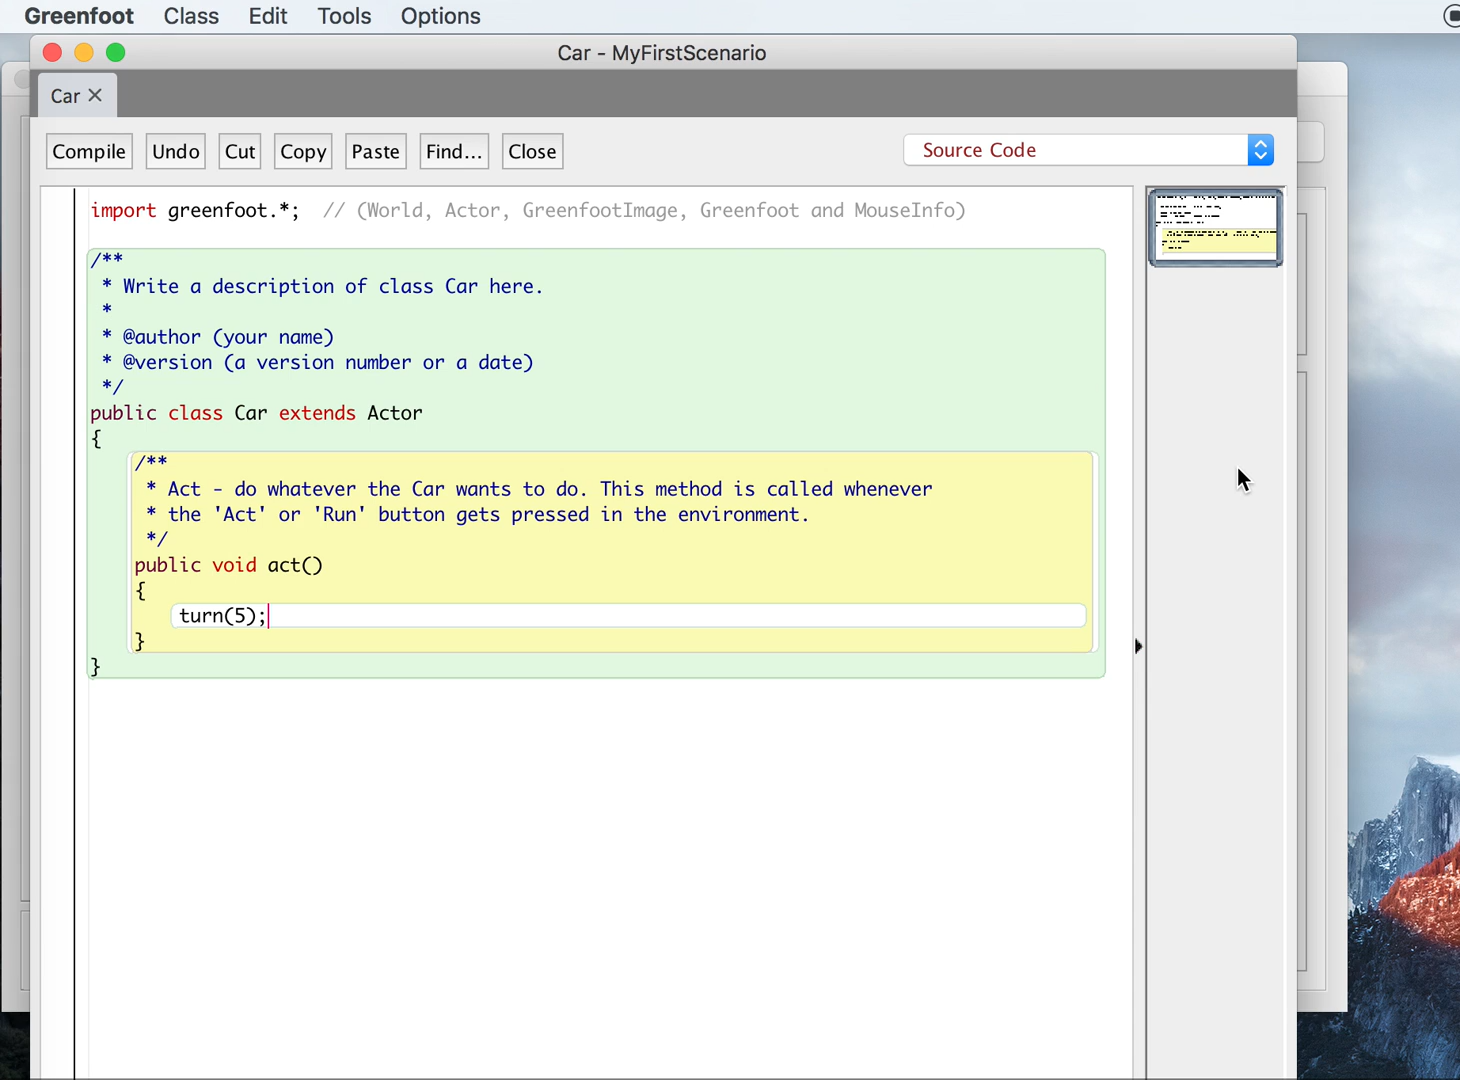 Greenfoot Class Edit Tools Options
Car - MyFirstScenario
Car
Compile Undo Cut Copy Paste Find... Close Source Code
import greenfoot.*;  // (World, Actor, GreenfootImage, Greenfoot and MouseInfo)
/**
 * Write a description of class Car here.
 *
 * @author (your name)
 * @version (a version number or a date)
 */
public class Car extends Actor
{
    /**
     * Act - do whatever the Car wants to do. This method is called whenever
     * the 'Act' or 'Run' button gets pressed in the environment.
     */
    public void act()
    {
        turn(5);
    }
}